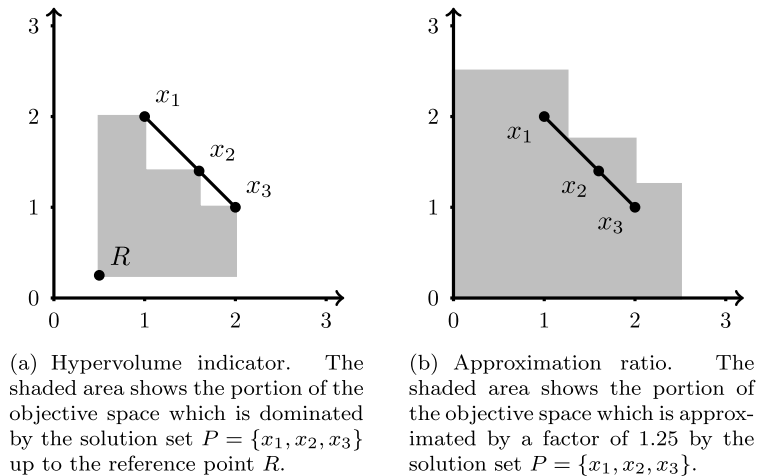 3
2
1
0
0
1
2
3
x1
x2
x3
R
(a) Hypervolume indicator. The
shaded area shows the portion of the
objective space which is dominated
by the solution set P = {x1, x2, x3}
up to the reference point R.
3
2
1
0
0
1
2
3
x1
x2
x3
(b) Approximation ratio. The
shaded area shows the portion of
the objective space which is approx-
imated by a factor of 1.25 by the
solution set P = {x1, x2, x3}.